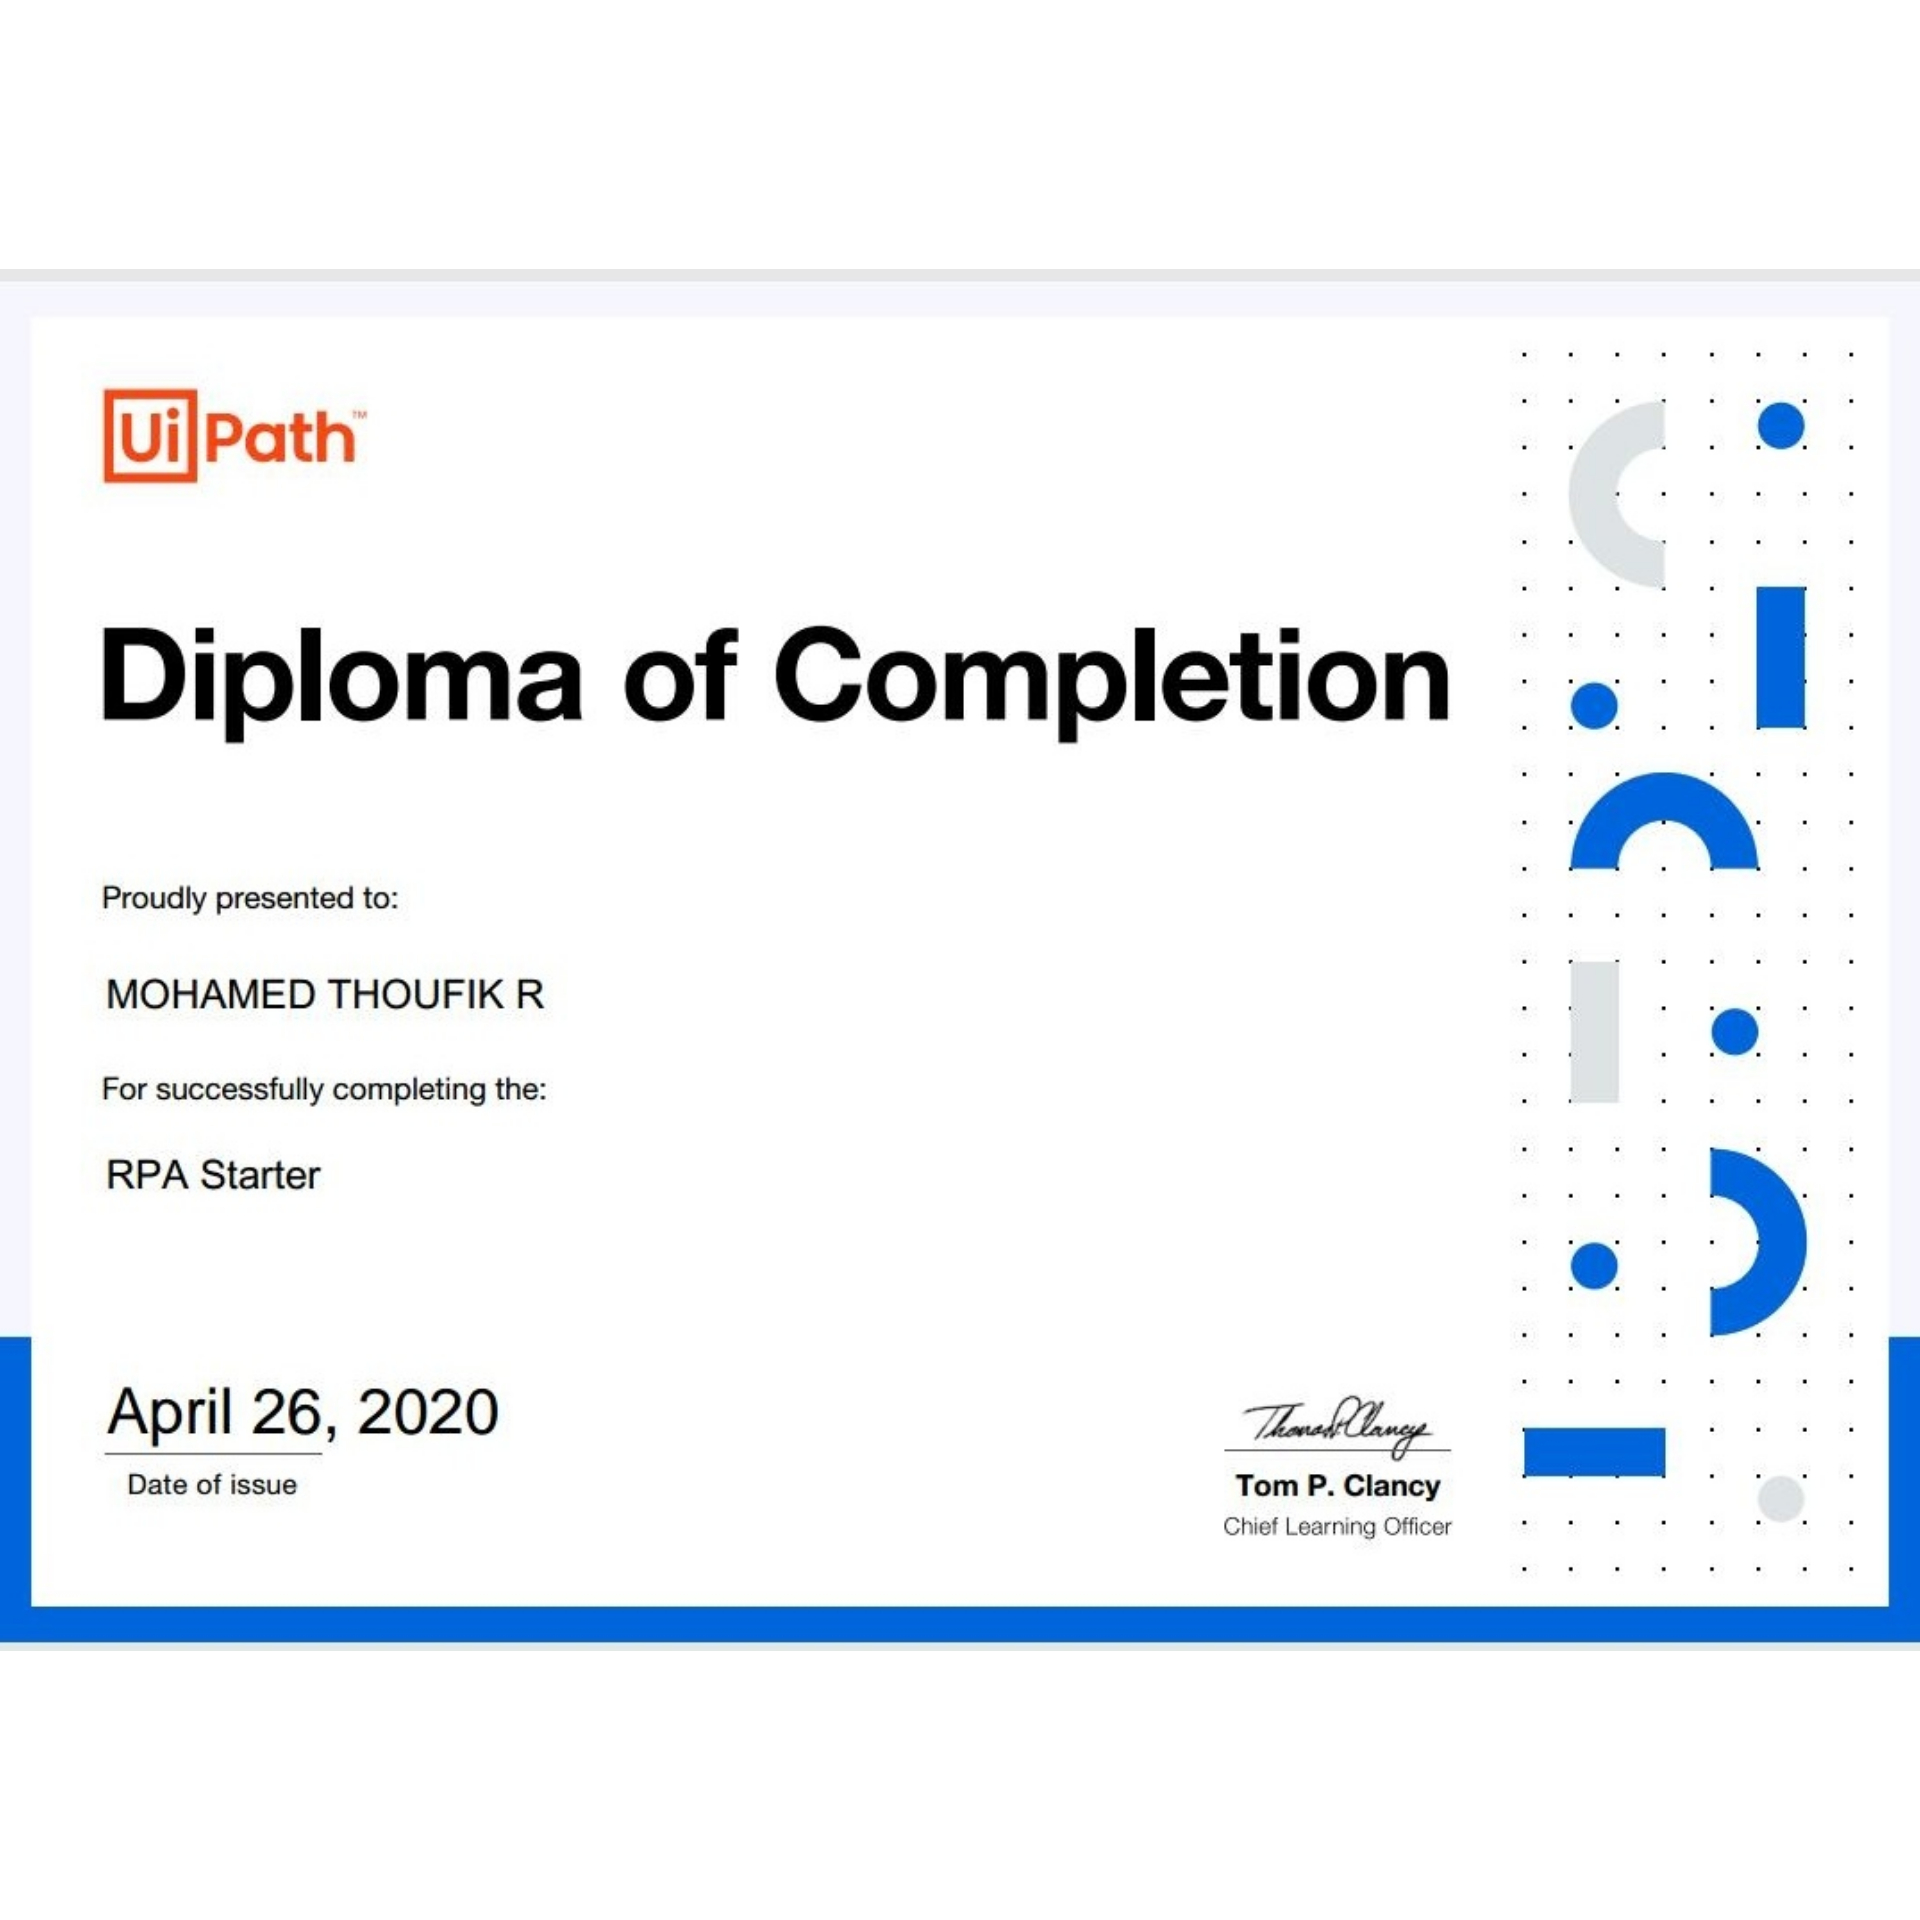 UiPath™
Diploma of Completion
Proudly presented to:
MOHAMED THOUFIK R
For successfully completing the:
RPA Starter
April 26, 2020
Date of issue
Thomas P. Clancy
Tom P. Clancy
Chief Learning Officer